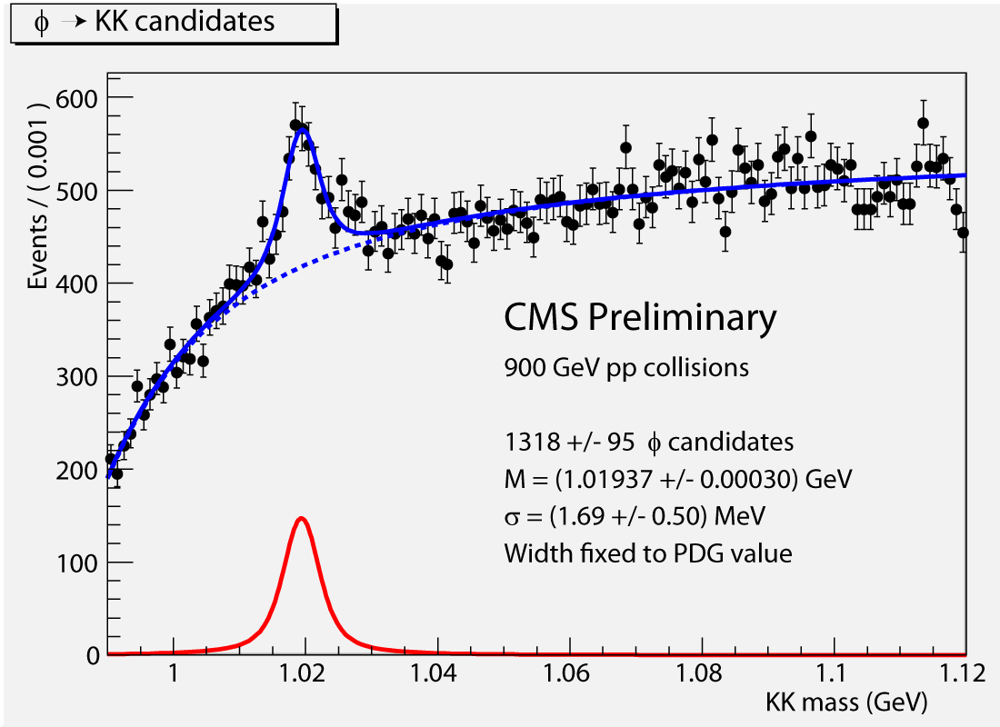 ϕ → KK candidates
Events / ( 0.001 )
600
500
400
300
200
100
0
CMS Preliminary
900 GeV pp collisions
1318 +/- 95 ϕ candidates
M = (1.01937 +/- 0.00030) GeV
σ = (1.69 +/- 0.50) MeV
Width fixed to PDG value
1 1.02 1.04 1.06 1.08 1.1 1.12
KK mass (GeV)